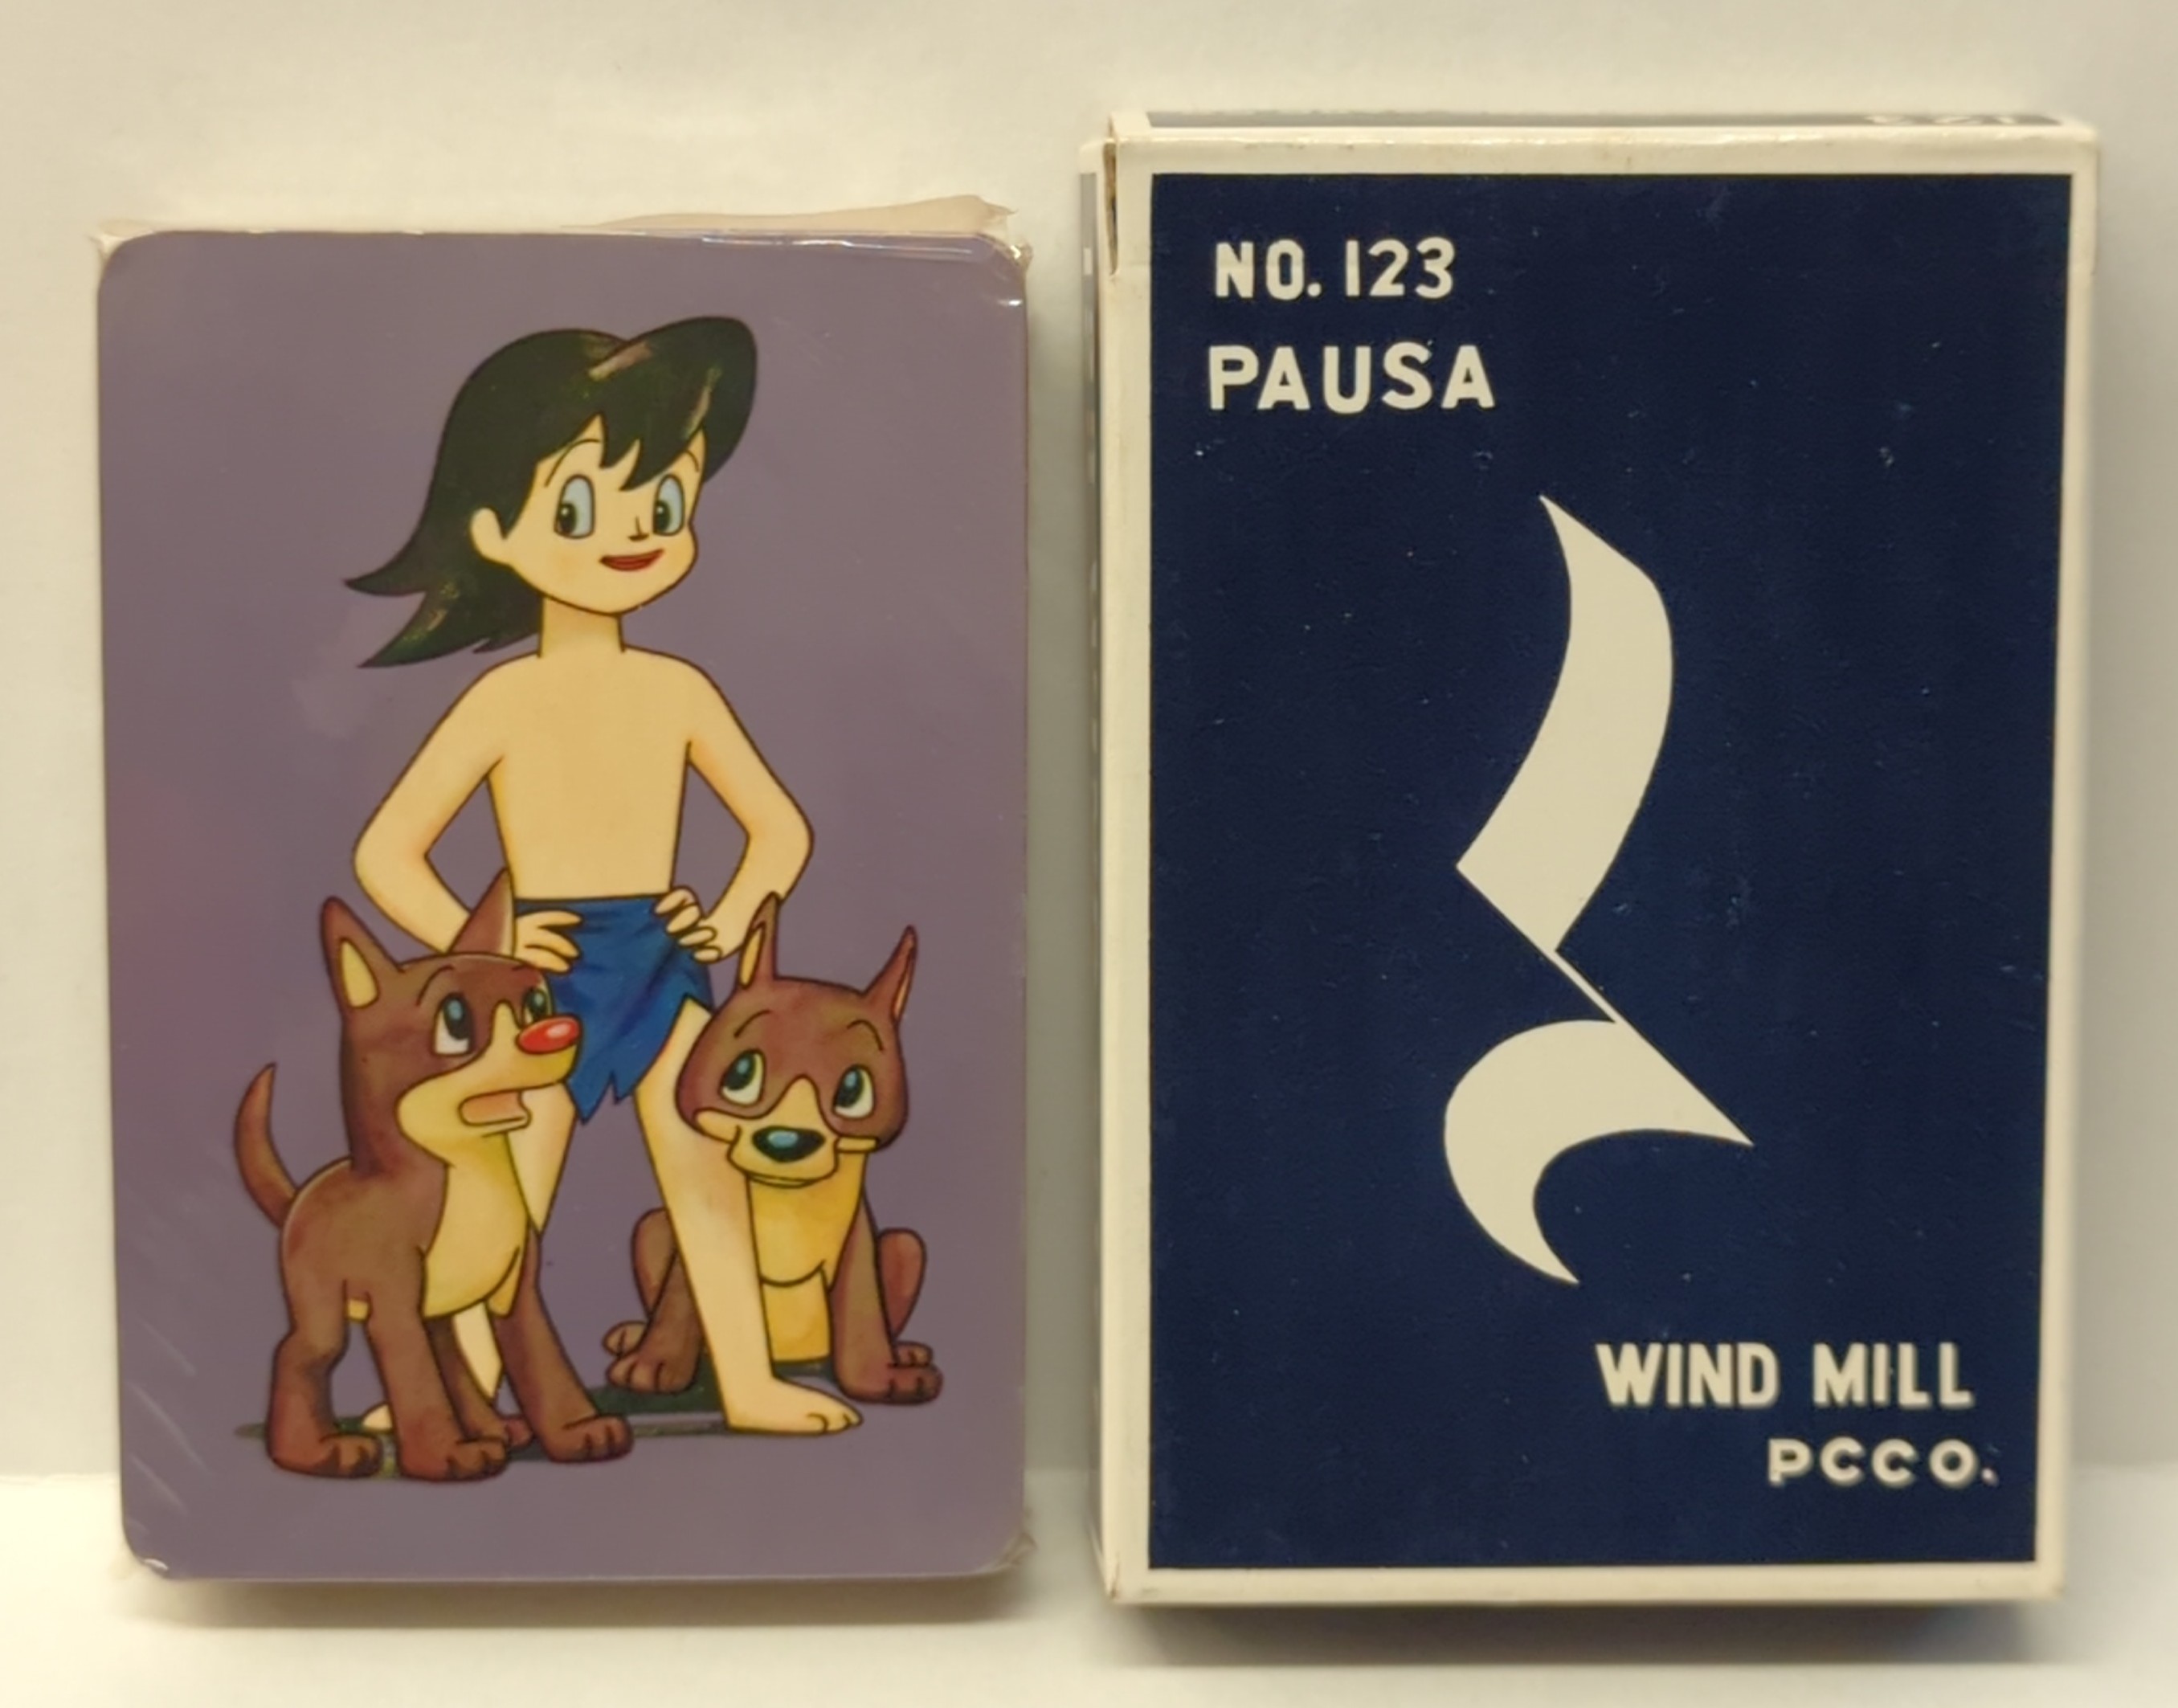 NO. 123
PAUSA
WIND MILL
PCCO.